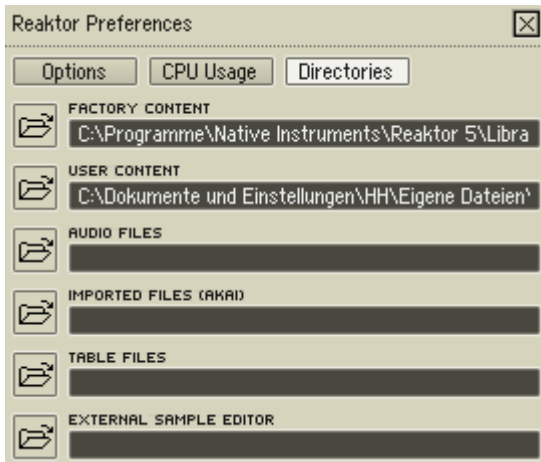 Reaktor Preferences
Options CPU Usage Directories
FACTORY CONTENT
C:\Programme\Native Instruments\Reaktor 5\Libra
USER CONTENT
C:\Dokumente und Einstellungen\HH\Eigene Dateien\
AUDIO FILES
IMPORTED FILES (AKAI)
TABLE FILES
EXTERNAL SAMPLE EDITOR